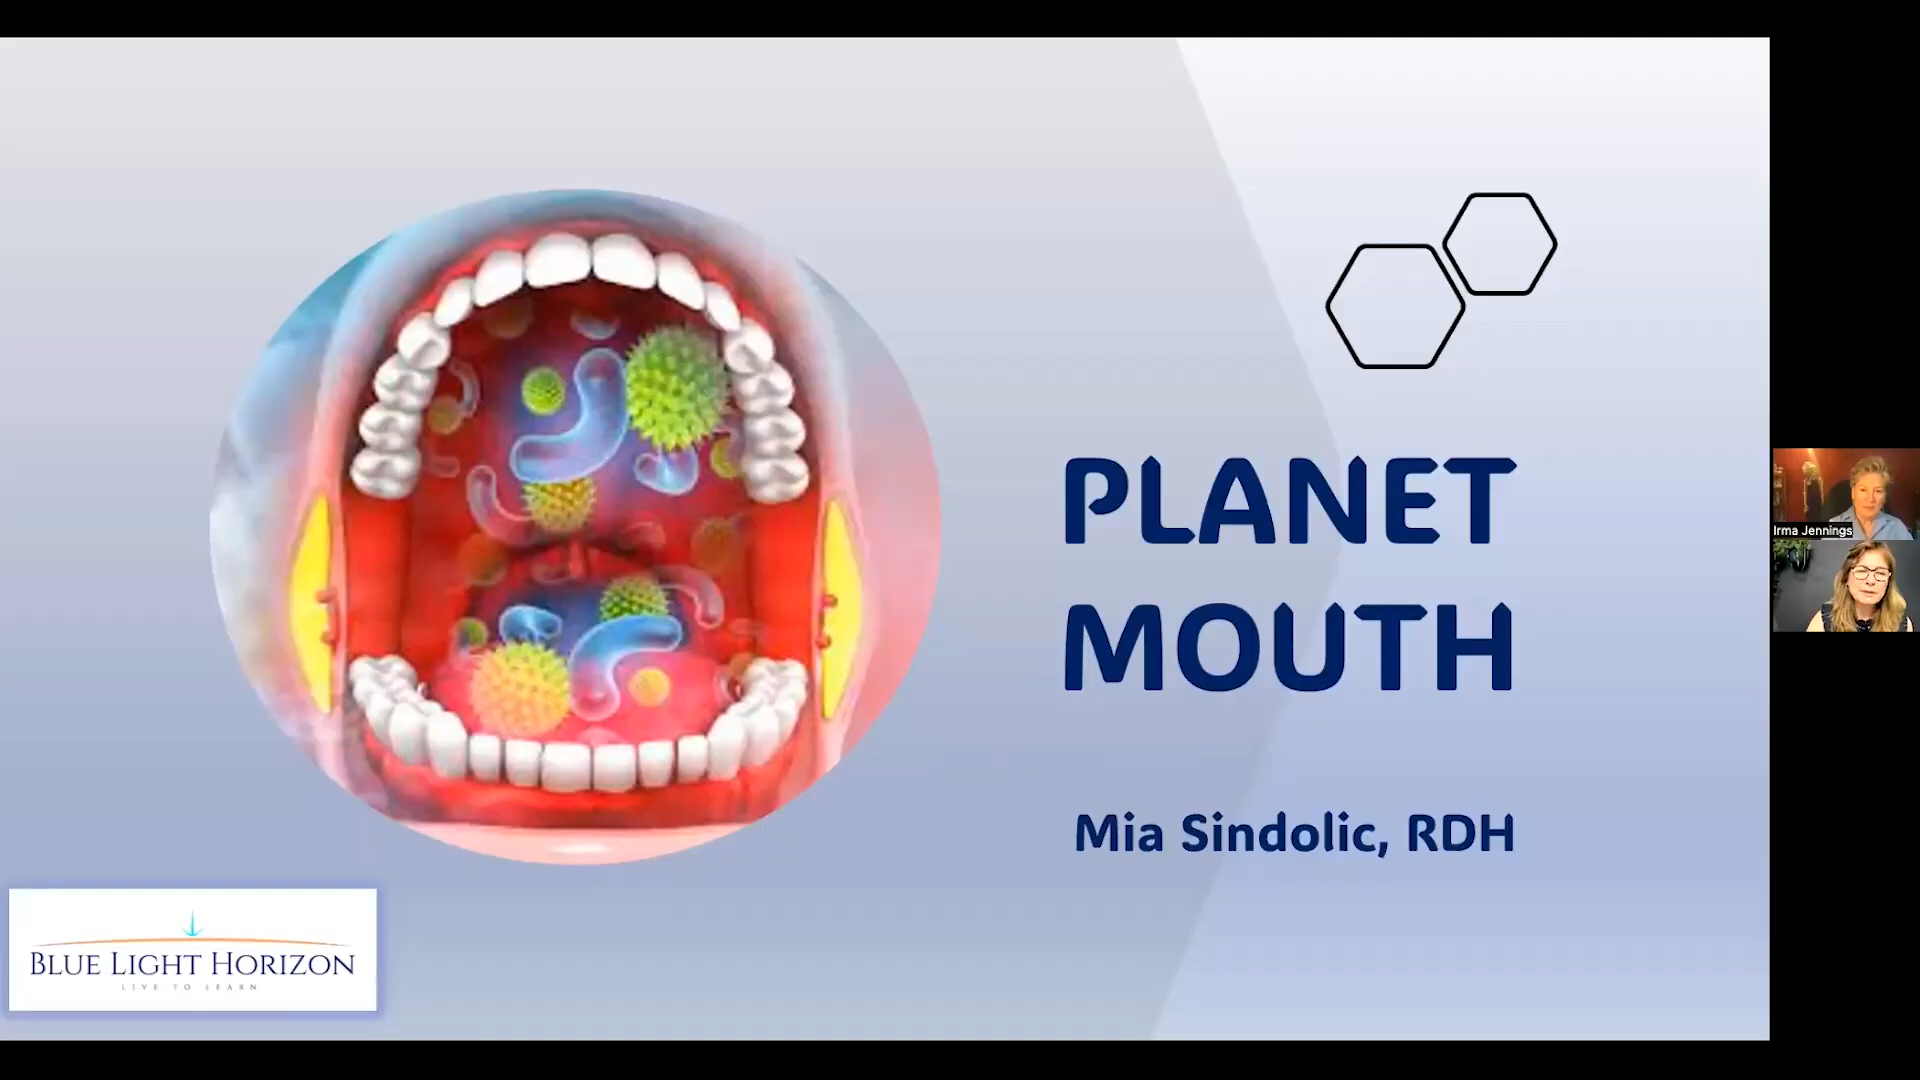 PLANET
MOUTH
Mia Sindolic, RDH
BLUE LIGHT HORIZON
LIVE TO LEARN
Irma Jennings